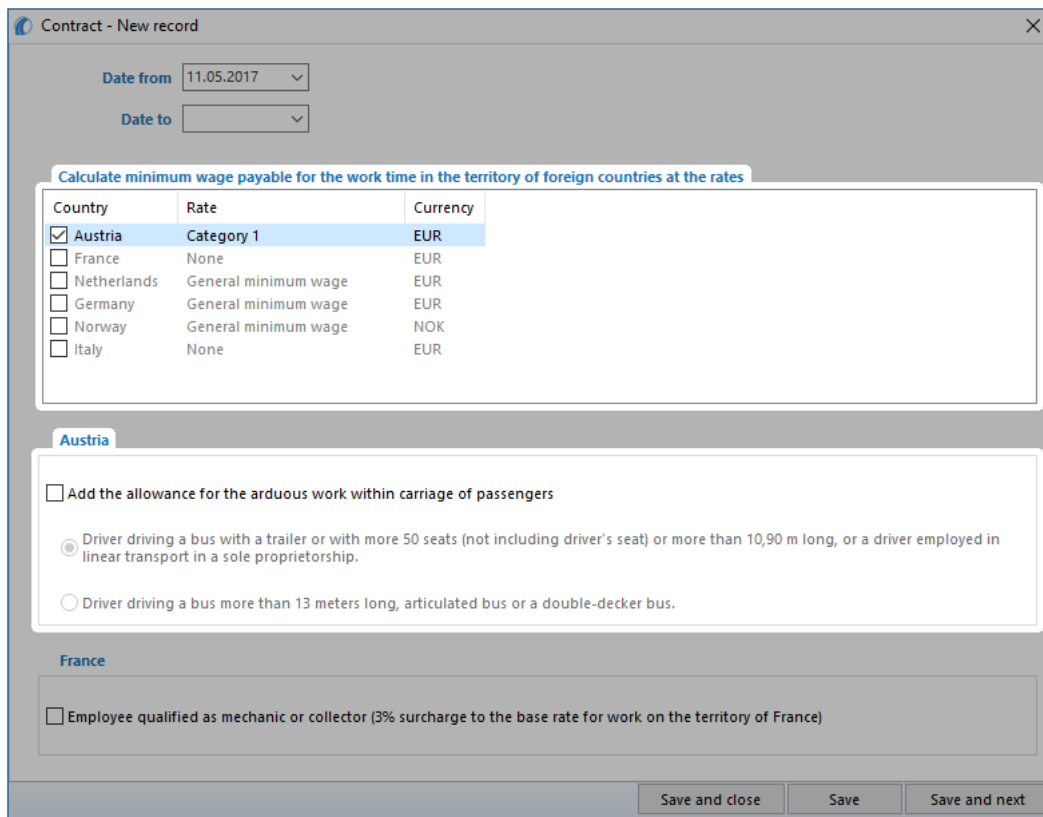 Contract - New record
Date from 11.05.2017
Date to
Calculate minimum wage payable for the work time in the territory of foreign countries at the rates
Country Rate Currency
Austria Category 1 EUR
France None EUR
Netherlands General minimum wage EUR
Germany General minimum wage EUR
Norway General minimum wage NOK
Italy None EUR
Austria
Add the allowance for the arduous work within carriage of passengers
Driver driving a bus with a trailer or with more 50 seats (not including driver's seat) or more than 10,90 m long, or a driver employed in
linear transport in a sole proprietorship.
Driver driving a bus more than 13 meters long, articulated bus or a double-decker bus.
France
Employee qualified as mechanic or collector (3% surcharge to the base rate for work on the territory of France)
Save and close Save Save and next